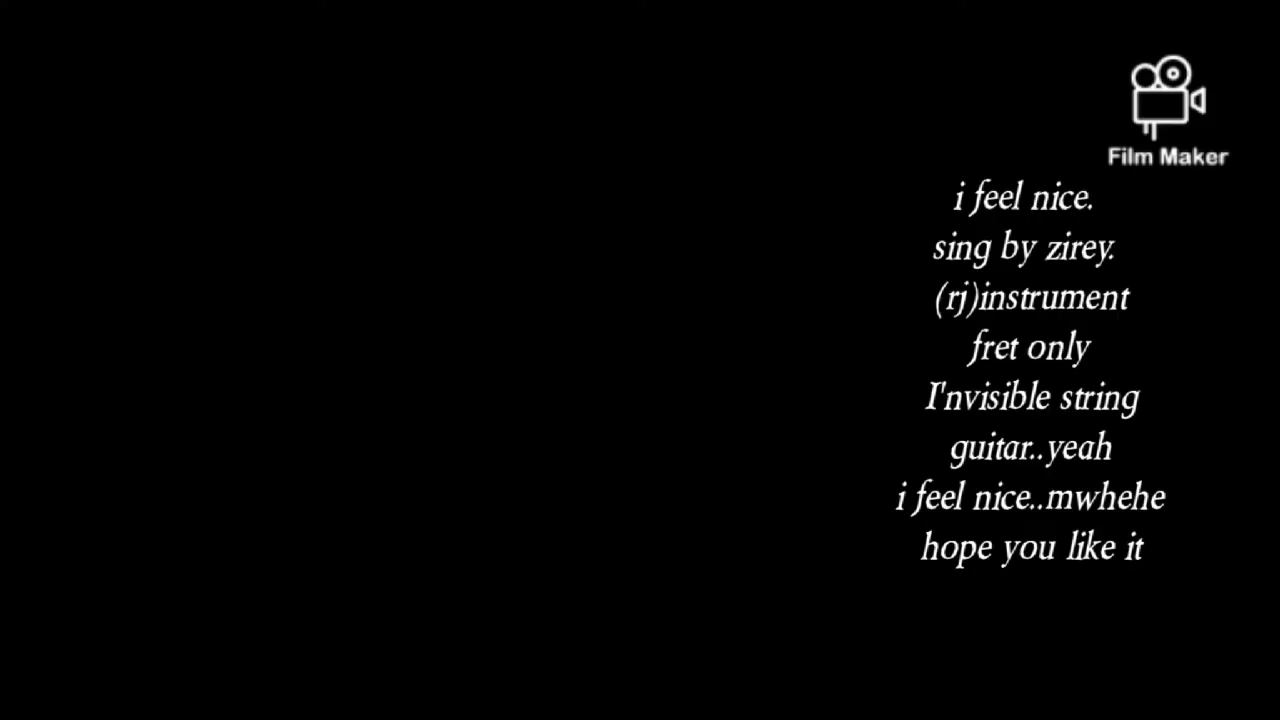 Film Maker
i feel nice.
sing by zirey.
(rj)instrument
fret only
I'nvisible string
guitar..yeah
i feel nice..mwhehe
hope you like it